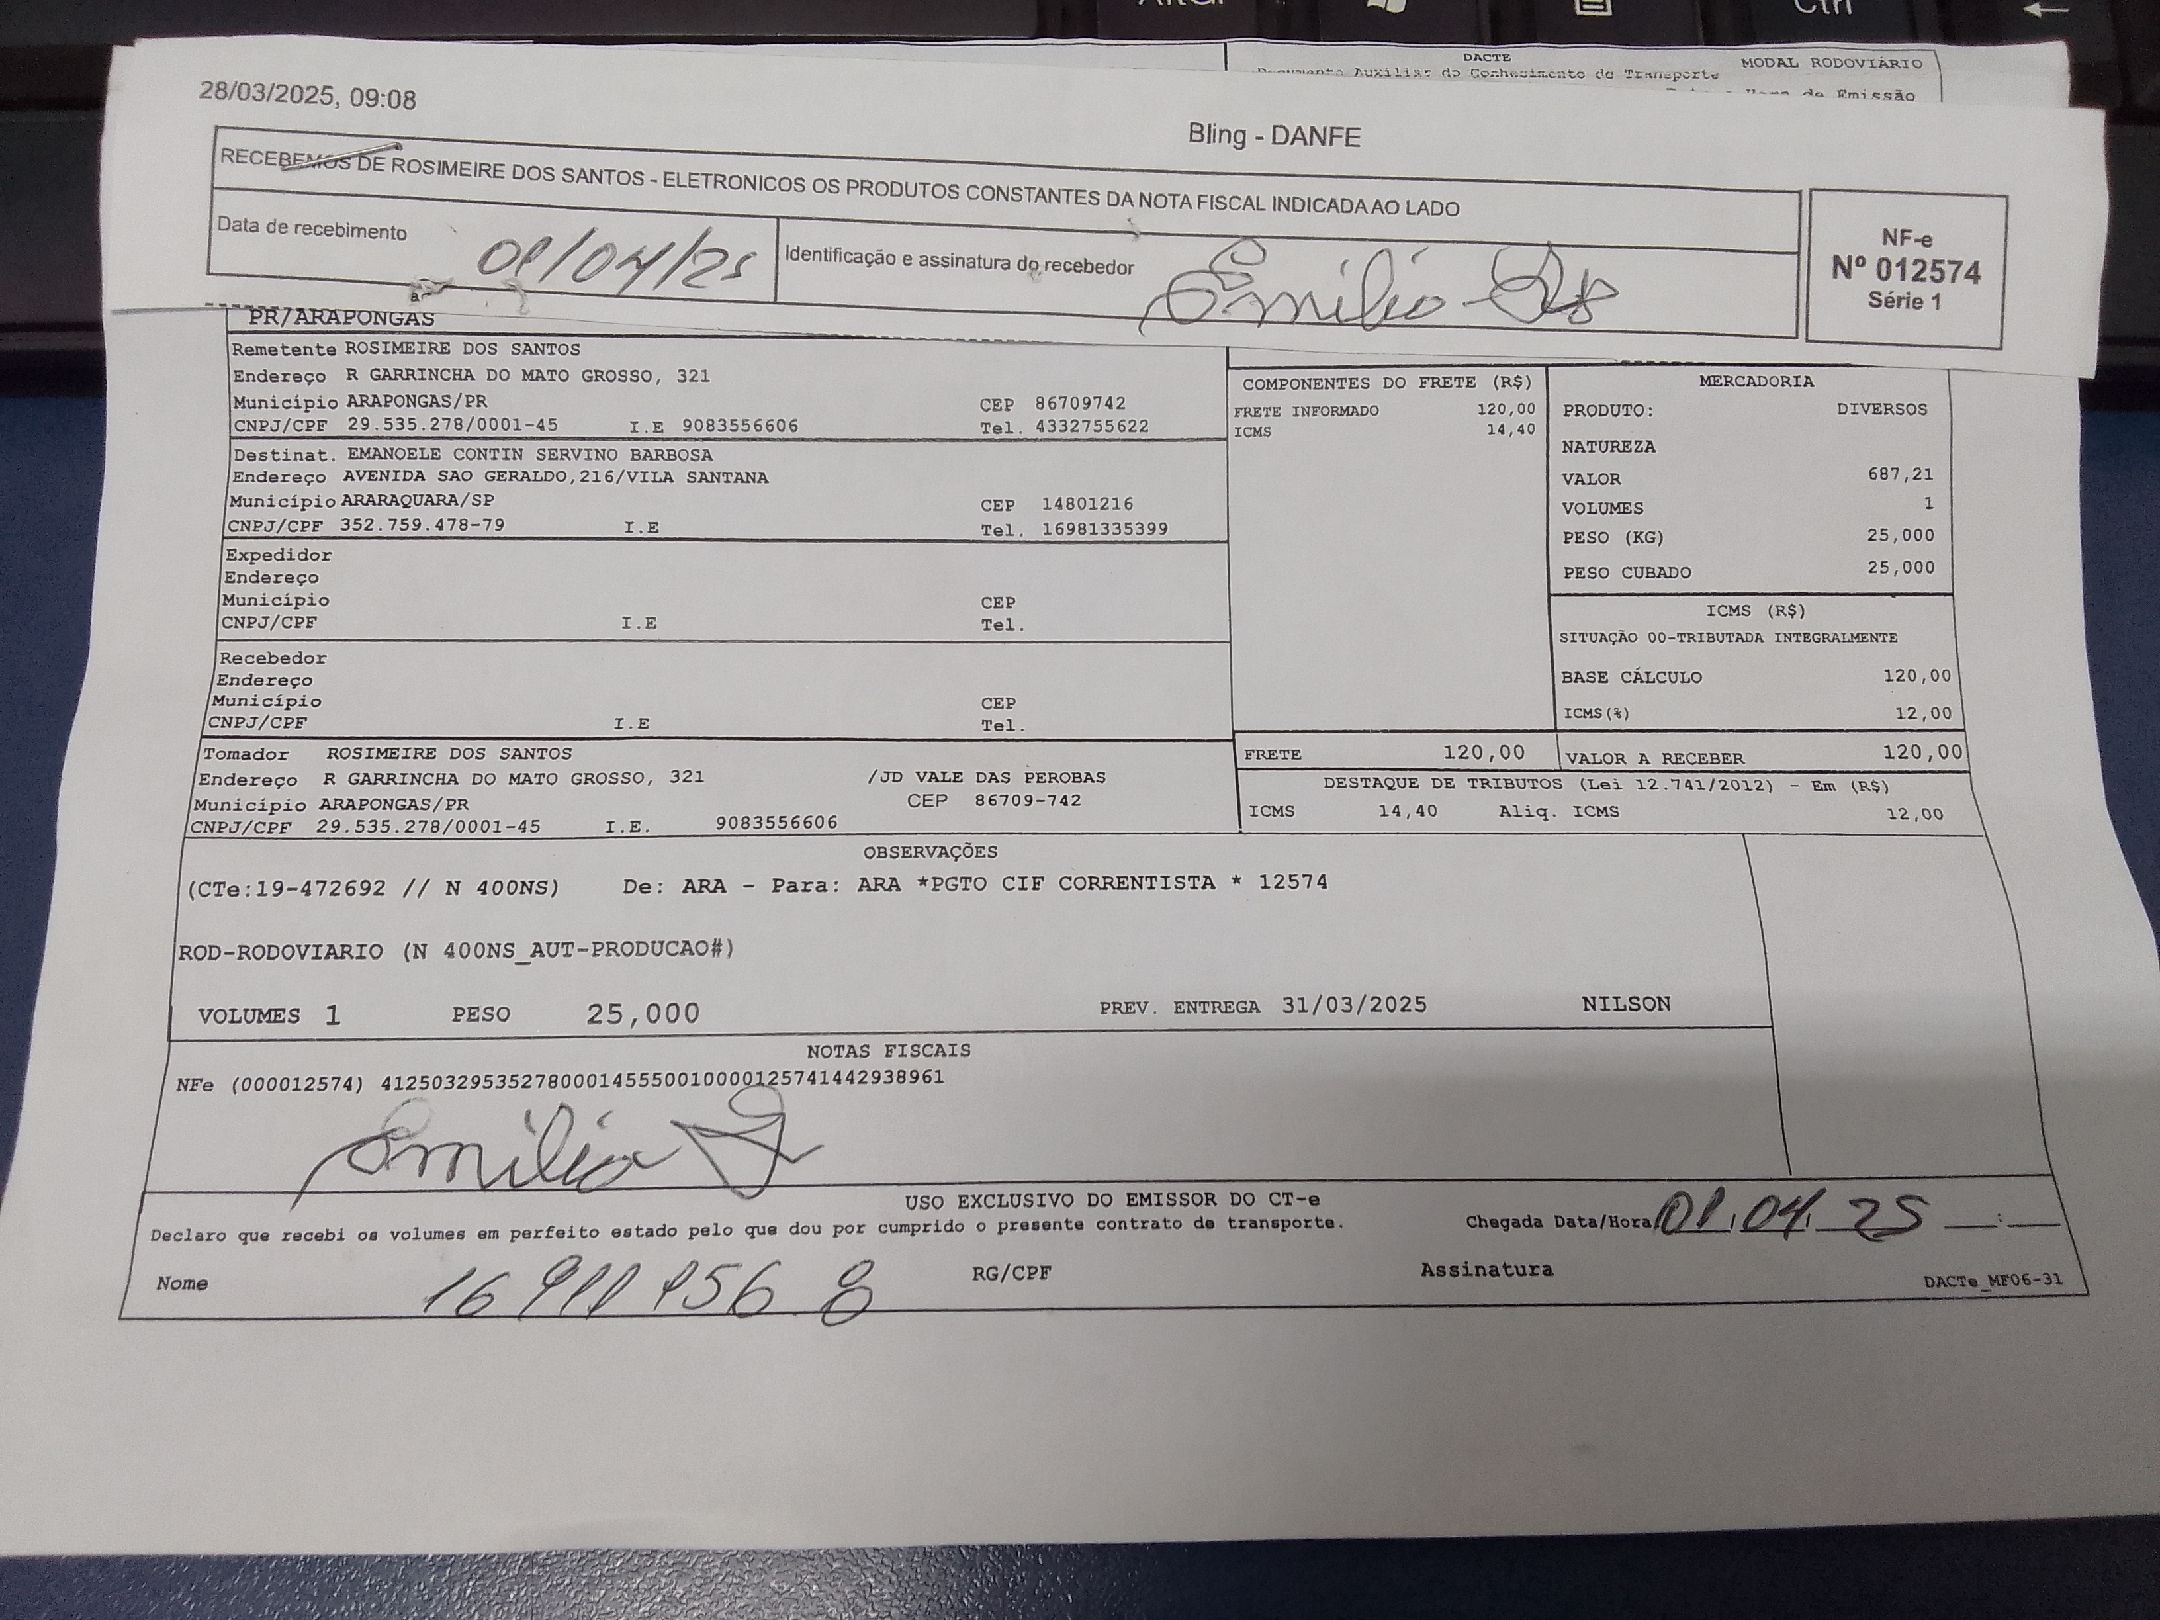 DACTE
MODAL RODOVIÁRIO
Documento Auxiliar do Conhecimento de Transporte
de Emissão
28/03/2025, 09:08
Bling - DANFE
RECEBEMOS DE ROSIMEIRE DOS SANTOS - ELETRONICOS OS PRODUTOS CONSTANTES DA NOTA FISCAL INDICADA AO LADO
Data de recebimento 01/04/25
Identificação e assinatura do recebedor Emilio
NF-e
Nº 012574
Série 1
PR/ARAPONGAS
Remetente ROSIMEIRE DOS SANTOS
Endereço R GARRINCHA DO MATO GROSSO, 321
Município ARAPONGAS/PR CEP 86709742
CNPJ/CPF 29.535.278/0001-45 I.E 9083556606 Tel. 4332755622
Destinat. EMANOELE CONTIN SERVINO BARBOSA
Endereço AVENIDA SAO GERALDO,216/VILA SANTANA
Município ARARAQUARA/SP CEP 14801216
CNPJ/CPF 352.759.478-79 I.E Tel. 16981335399
Expedidor
Endereço
Município CEP
CNPJ/CPF I.E Tel.
Recebedor
Endereço
Município CEP
CNPJ/CPF I.E Tel.
Tomador ROSIMEIRE DOS SANTOS
Endereço R GARRINCHA DO MATO GROSSO, 321 /JD VALE DAS PEROBAS
Município ARAPONGAS/PR CEP 86709-742
CNPJ/CPF 29.535.278/0001-45 I.E. 9083556606
COMPONENTES DO FRETE (R$)
FRETE INFORMADO 120,00
ICMS 14,40
MERCADORIA
PRODUTO: DIVERSOS
NATUREZA
VALOR 687,21
VOLUMES 1
PESO (KG) 25,000
PESO CUBADO 25,000
ICMS (R$)
SITUAÇÃO 00-TRIBUTADA INTEGRALMENTE
BASE CÁLCULO 120,00
ICMS(%) 12,00
FRETE 120,00 VALOR A RECEBER 120,00
DESTAQUE DE TRIBUTOS (Lei 12.741/2012) - Em (R$)
ICMS 14,40 Aliq. ICMS 12,00
OBSERVAÇÕES
(CTe:19-472692 // N 400NS) De: ARA - Para: ARA *PGTO CIF CORRENTISTA * 12574
ROD-RODOVIARIO (N 400NS_AUT-PRODUCAO#)
VOLUMES 1 PESO 25,000 PREV. ENTREGA 31/03/2025 NILSON
NOTAS FISCAIS
NFe (000012574) 41250329535278000145550010000125741442938961
Emilio
USO EXCLUSIVO DO EMISSOR DO CT-e
Declaro que recebi os volumes em perfeito estado pelo que dou por cumprido o presente contrato de transporte.
Chegada Data/Hora 01/04/25 __:__
Nome
RG/CPF
Assinatura
DACTe_MF06-31